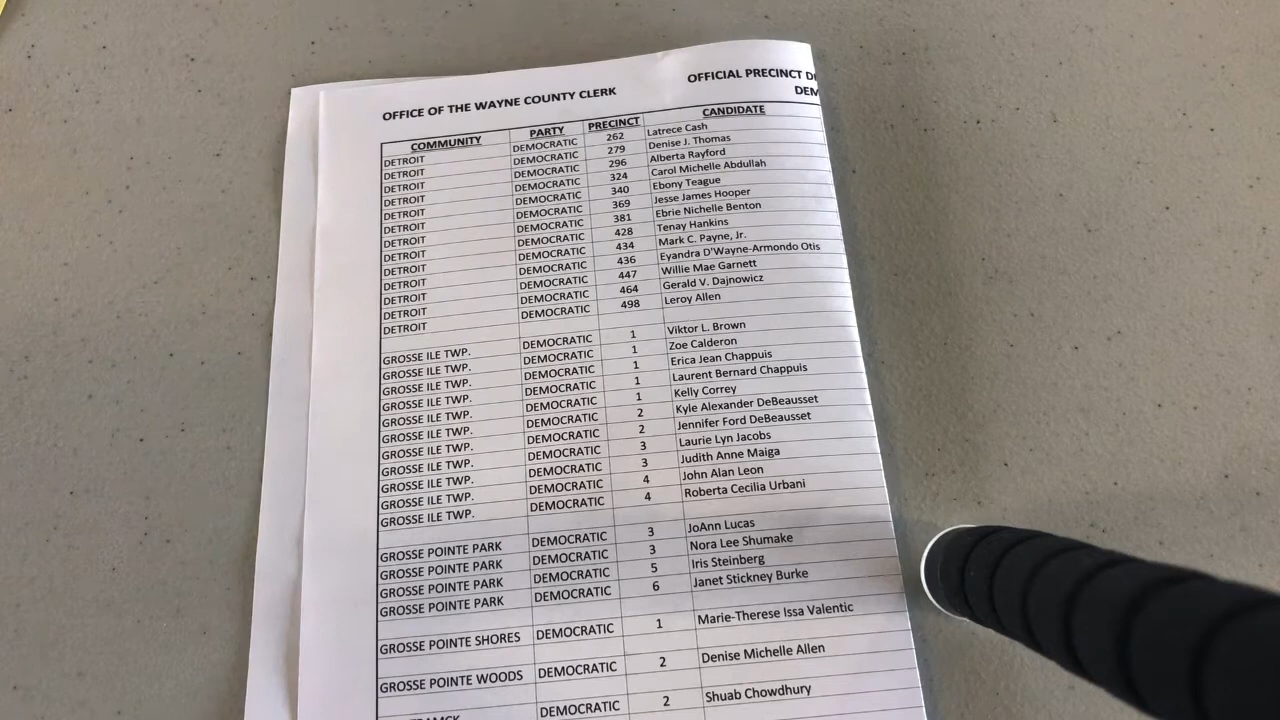 OFFICE OF THE WAYNE COUNTY CLERK OFFICIAL PRECINCT
DEM
COMMUNITY PARTY PRECINCT CANDIDATE
DETROIT DEMOCRATIC 262 Latrece Cash
DETROIT DEMOCRATIC 279 Denise J. Thomas
DETROIT DEMOCRATIC 296 Alberta Rayford
DETROIT DEMOCRATIC 324 Carol Michelle Abdullah
DETROIT DEMOCRATIC 340 Ebony Teague
DETROIT DEMOCRATIC 369 Jesse James Hooper
DETROIT DEMOCRATIC 381 Ebrie Nichelle Benton
DETROIT DEMOCRATIC 428 Tenay Hankins
DETROIT DEMOCRATIC 434 Mark C. Payne, Jr.
DETROIT DEMOCRATIC 436 Eyandra D'Wayne-Armondo Otis
DETROIT DEMOCRATIC 447 Willie Mae Garnett
DETROIT DEMOCRATIC 464 Gerald V. Dajnowicz
DETROIT DEMOCRATIC 498 Leroy Allen
GROSSE ILE TWP. DEMOCRATIC 1 Viktor L. Brown
GROSSE ILE TWP. DEMOCRATIC 1 Zoe Calderon
GROSSE ILE TWP. DEMOCRATIC 1 Erica Jean Chappuis
GROSSE ILE TWP. DEMOCRATIC 1 Laurent Bernard Chappuis
GROSSE ILE TWP. DEMOCRATIC 1 Kelly Correy
GROSSE ILE TWP. DEMOCRATIC 2 Kyle Alexander DeBeausset
GROSSE ILE TWP. DEMOCRATIC 2 Jennifer Ford DeBeausset
GROSSE ILE TWP. DEMOCRATIC 3 Laurie Lyn Jacobs
GROSSE ILE TWP. DEMOCRATIC 3 Judith Anne Maiga
GROSSE ILE TWP. DEMOCRATIC 4 John Alan Leon
GROSSE ILE TWP. DEMOCRATIC 4 Roberta Cecilia Urbani
GROSSE POINTE PARK DEMOCRATIC 3 JoAnn Lucas
GROSSE POINTE PARK DEMOCRATIC 3 Nora Lee Shumake
GROSSE POINTE PARK DEMOCRATIC 5 Iris Steinberg
GROSSE POINTE PARK DEMOCRATIC 6 Janet Stickney Burke
GROSSE POINTE SHORES DEMOCRATIC 1 Marie-Therese Issa Valentic
GROSSE POINTE WOODS DEMOCRATIC 2 Denise Michelle Allen
DEMOCRATIC 2 Shuab Chowdhury